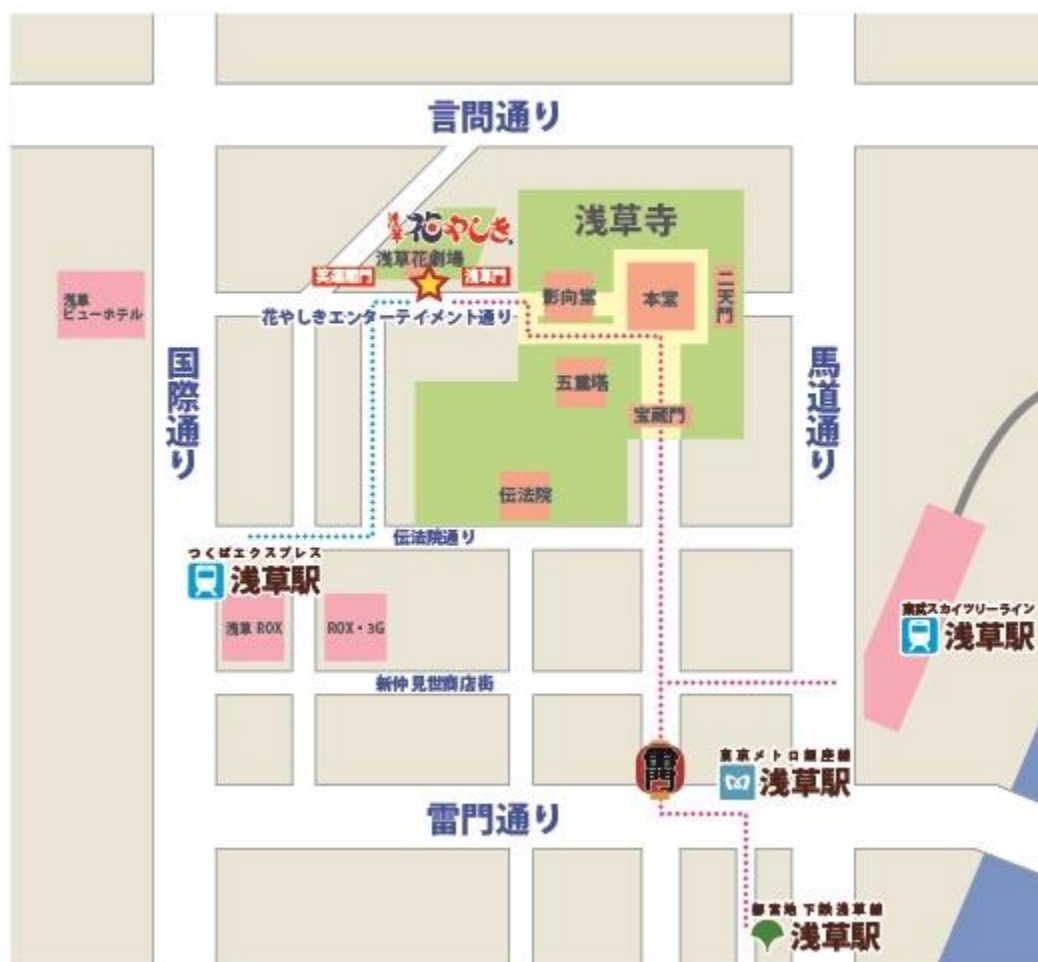 言問通り
浅草
花やしき
浅草寺
浅草花劇場
浅草門
影向堂
本堂
二天門
浅草
ビューホテル
花やしきエンターテイメント通り
国際通り
馬道通り
五重塔
宝蔵門
伝法院
伝法院通り
つくばエクスプレス
浅草駅
浅草 ROX
ROX・3G
東武スカイツリーライン
浅草駅
新仲見世商店街
雷門
東京メトロ銀座線
浅草駅
雷門通り
都営地下鉄浅草線
浅草駅